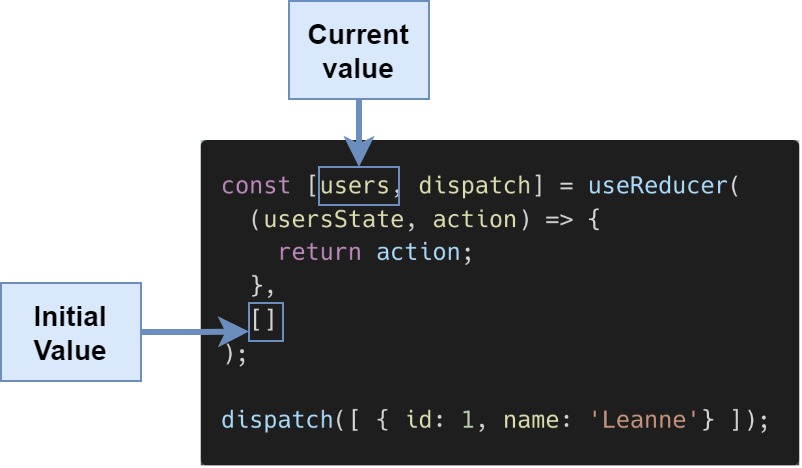 Current
value
const [users, dispatch] = useReducer(
(usersState, action) => {
return action;
},
[]
);
Initial
Value
dispatch([ { id: 1, name: 'Leanne'} ]);